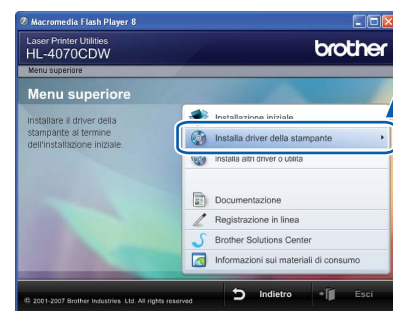 Macromedia Flash Player 8
Laser Printer Utilities
HL-4070CDW
brother
Menu superiore
Menu superiore
Installare il driver della
stampante al termine
dell'installazione iniziale.
Installazione iniziale
Installa driver della stampante
Installa altri driver o utilità
Documentazione
Registrazione in linea
Brother Solutions Center
Informazioni sui materiali di consumo
© 2001-2007 Brother Industries Ltd. All rights reserved
Indietro
Esci